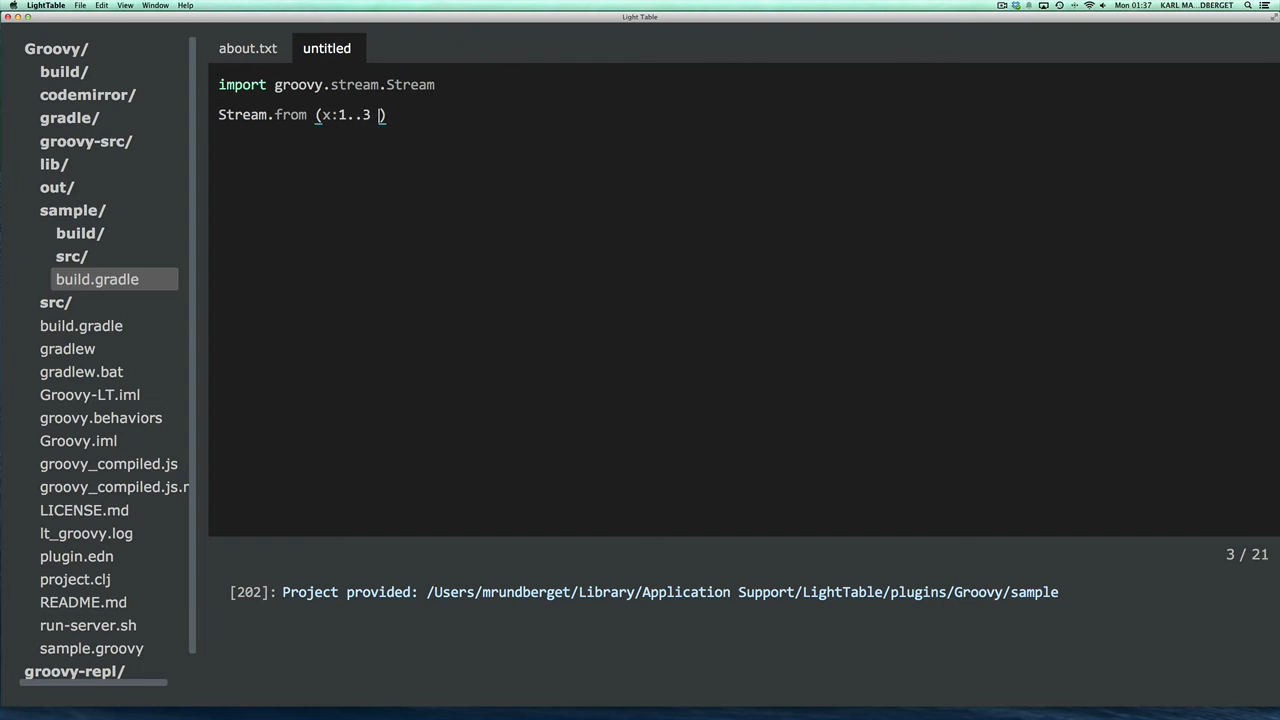 LightTable File Edit View Window Help Mon 01:37 KARL MA...DBERGET
Light Table
Groovy/
build/
codemirror/
gradle/
groovy-src/
lib/
out/
sample/
build/
src/
build.gradle
src/
build.gradle
gradlew
gradlew.bat
Groovy-LT.iml
groovy.behaviors
Groovy.iml
groovy_compiled.js
groovy_compiled.js.r
LICENSE.md
lt_groovy.log
plugin.edn
project.clj
README.md
run-server.sh
sample.groovy
groovy-repl/
about.txt untitled
import groovy.stream.Stream
Stream.from (x:1..3 )
3 / 21
[202]: Project provided: /Users/mrundberget/Library/Application Support/LightTable/plugins/Groovy/sample